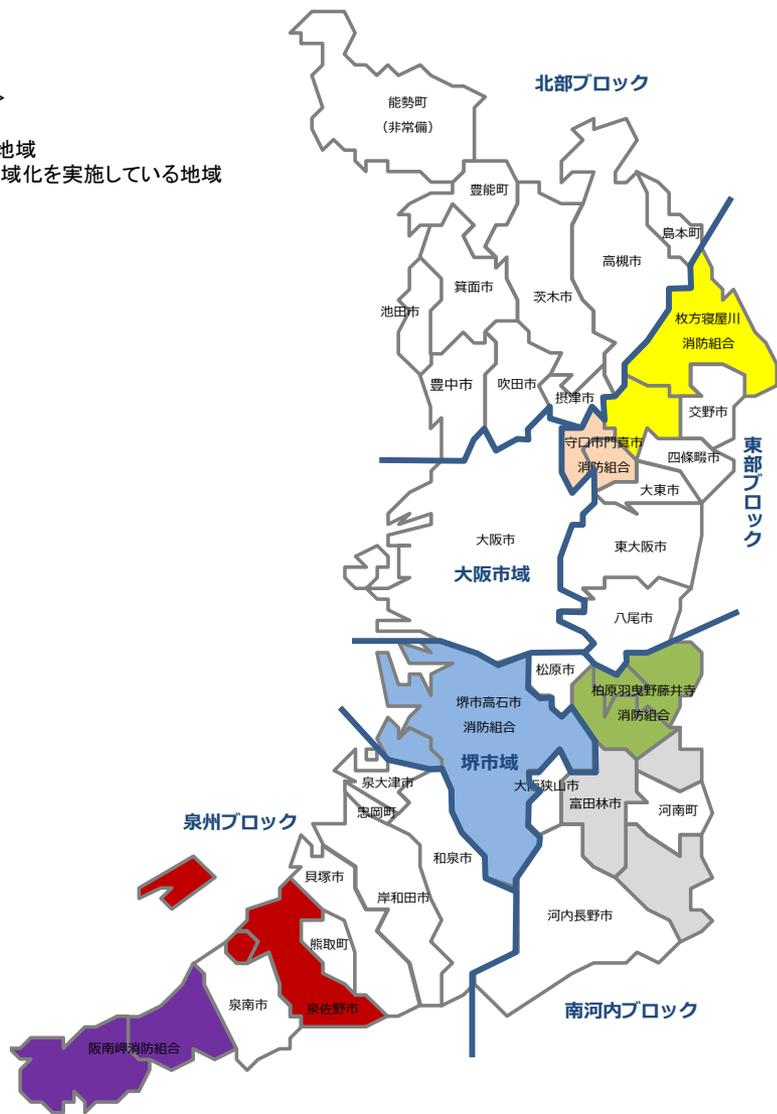 >
地域
域化を実施している地域
北部ブロック
能勢町
（非常備）
豊能町
島本町
高槻市
箕面市
茨木市
池田市
枚方寝屋川
消防組合
豊中市
吹田市
摂津市
交野市
守口市門真市
消防組合
四條畷市
大東市
東部ブロック
大阪市
東大阪市
大阪市域
八尾市
松原市
柏原羽曳野藤井寺
消防組合
堺市高石市
消防組合
堺市域
泉大津市
大阪狭山市
富田林市
河南町
忠岡町
泉州ブロック
和泉市
貝塚市
岸和田市
河内長野市
熊取町
泉南市
泉佐野市
南河内ブロック
阪南岬消防組合